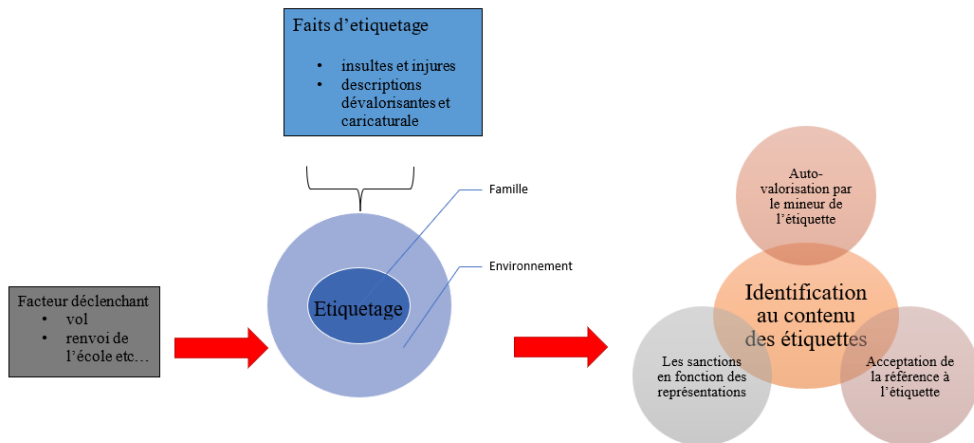 Faits d’etiquetage
• insultes et injures
• descriptions
dévalorisantes et
caricaturale
Famille
Environnement
Etiquetage
Facteur déclenchant
• vol
• renvoi de
l’école etc…
Auto-
valorisation par
le mineur de
l’étiquette
Identification
au contenu
des étiquettes
Les sanctions
en fonction des
représentations
Acceptation de
la référence à
l’étiquette